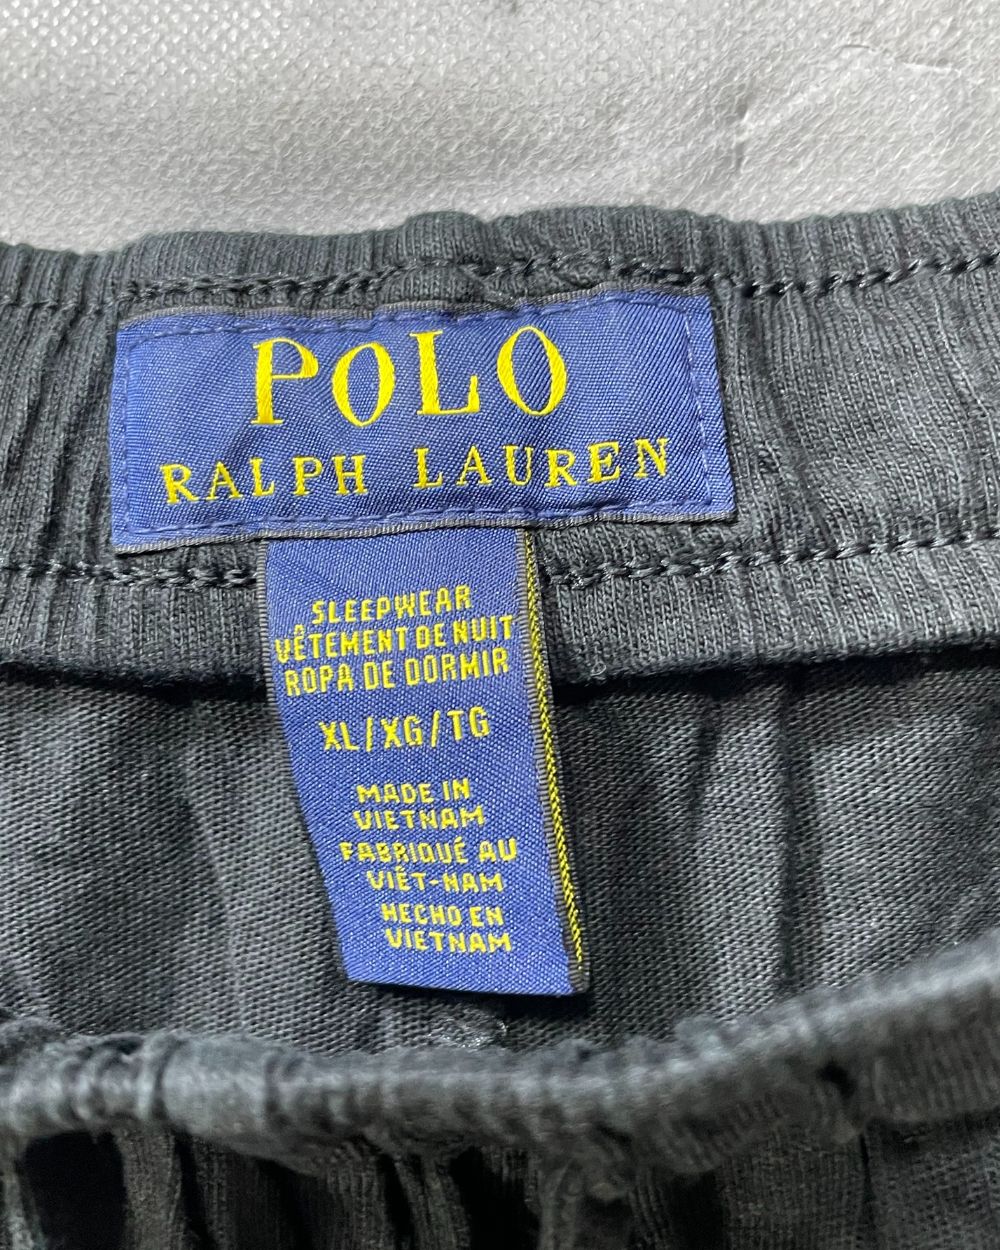 POLO
RALPH LAUREN
SLEEPWEAR
VÊTEMENT DE NUIT
ROPA DE DORMIR
XL/XG/TG
MADE IN
VIETNAM
FABRIQUÉ AU
VIÊT-NAM
HECHO EN
VIETNAM